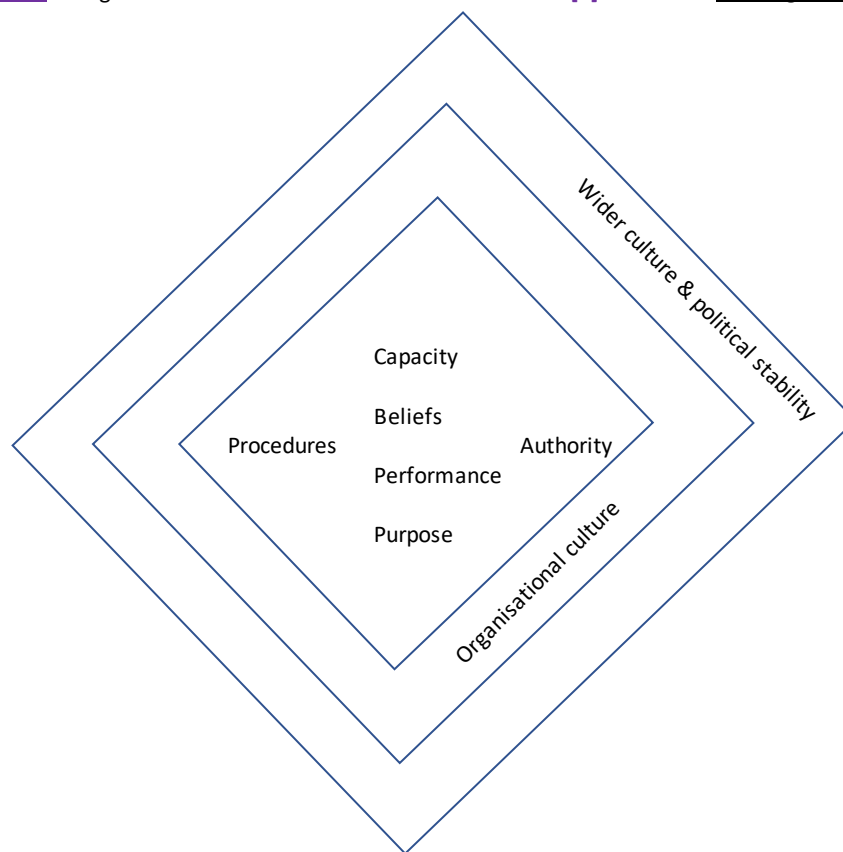 Wider culture & political stability
Capacity
Beliefs
Procedures
Authority
Performance
Purpose
Organisational culture